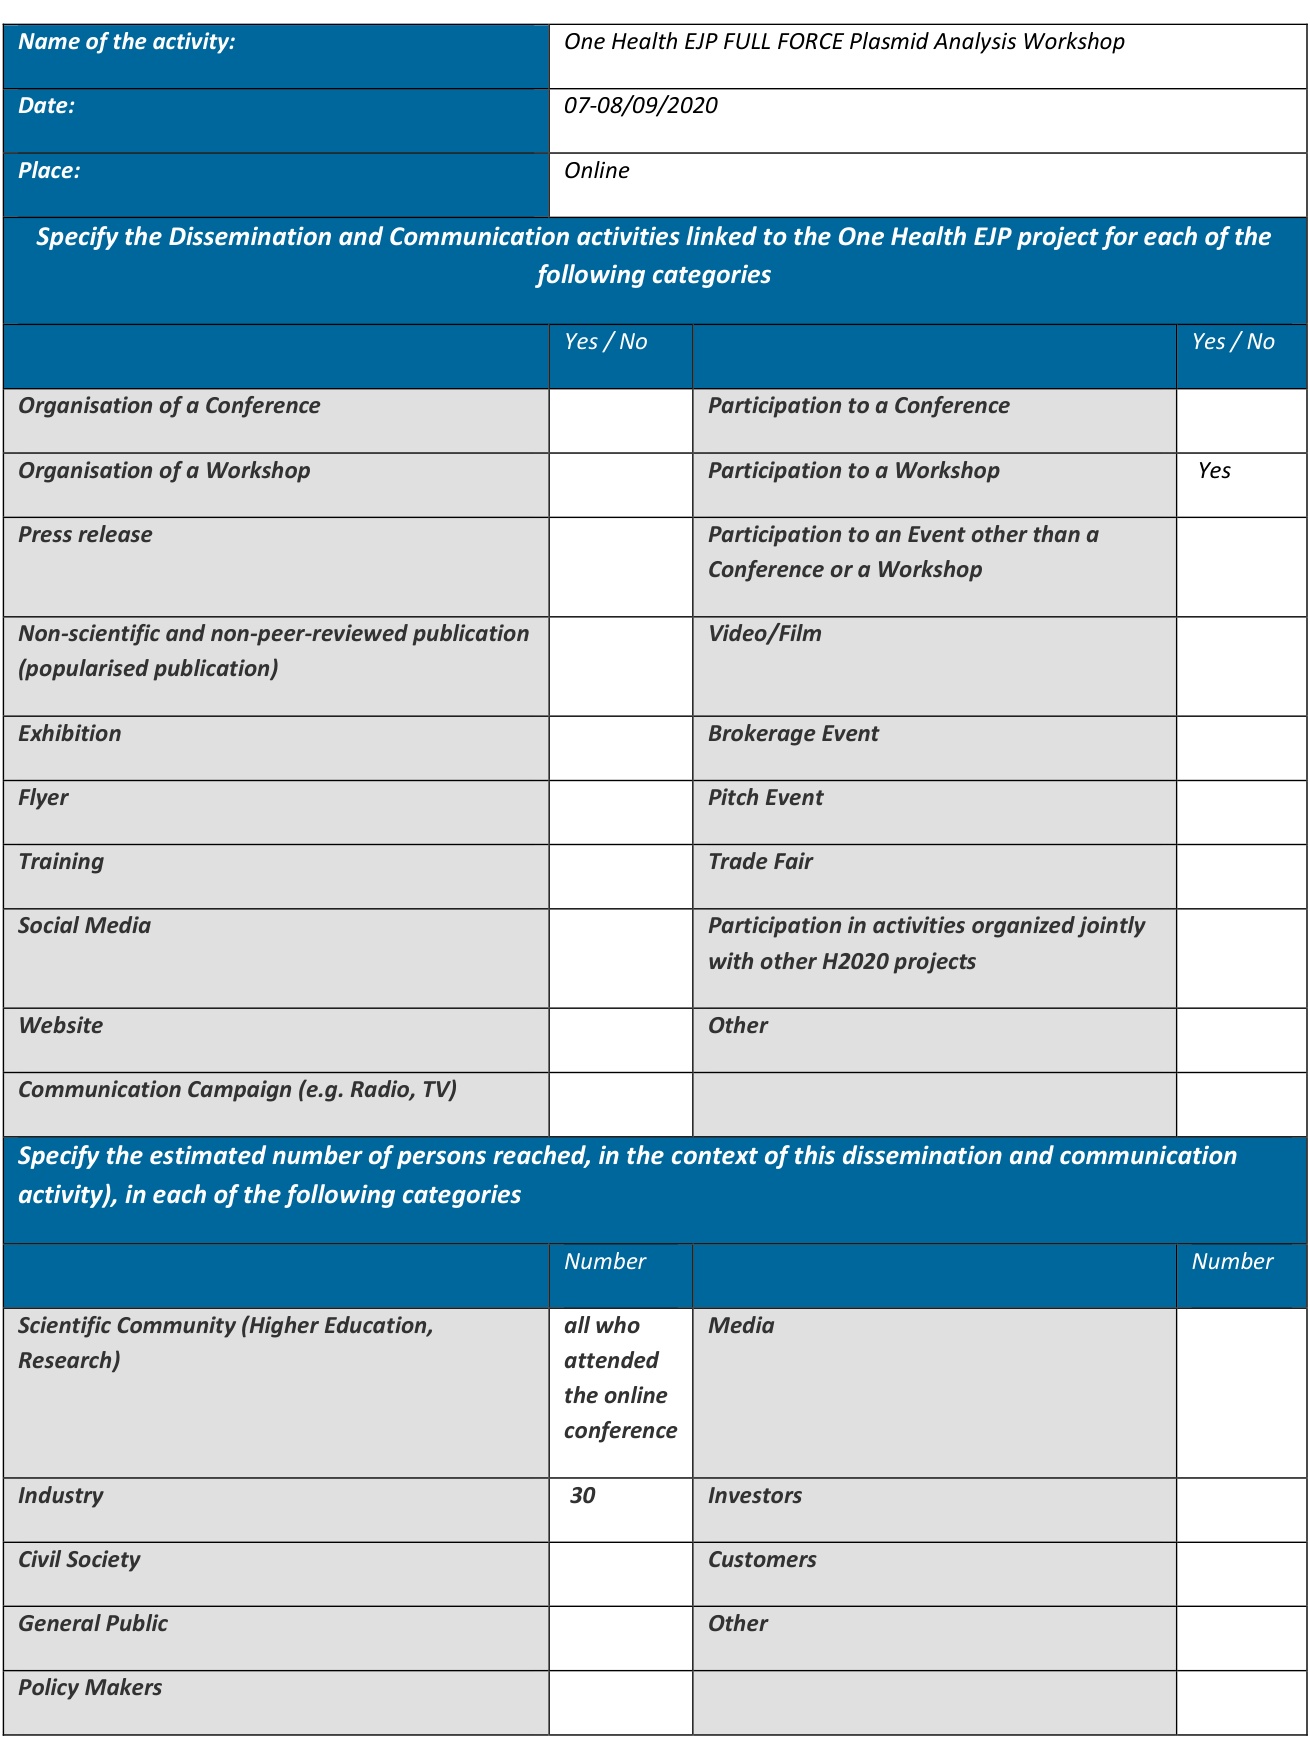 Name of the activity:
One Health EJP FULL FORCE Plasmid Analysis Workshop
Date:
07-08/09/2020
Place:
Online
Specify the Dissemination and Communication activities linked to the One Health EJP project for each of the
following categories
Yes / No
Yes / No
Organisation of a Conference
Participation to a Conference
Organisation of a Workshop
Participation to a Workshop
Yes
Press release
Participation to an Event other than a
Conference or a Workshop
Non-scientific and non-peer-reviewed publication
(popularised publication)
Video/Film
Exhibition
Brokerage Event
Flyer
Pitch Event
Training
Trade Fair
Social Media
Participation in activities organized jointly
with other H2020 projects
Website
Other
Communication Campaign (e.g. Radio, TV)
Specify the estimated number of persons reached, in the context of this dissemination and communication
activity), in each of the following categories
Number
Number
Scientific Community (Higher Education,
Research)
all who
attended
the online
conference
Media
Industry
30
Investors
Civil Society
Customers
General Public
Other
Policy Makers